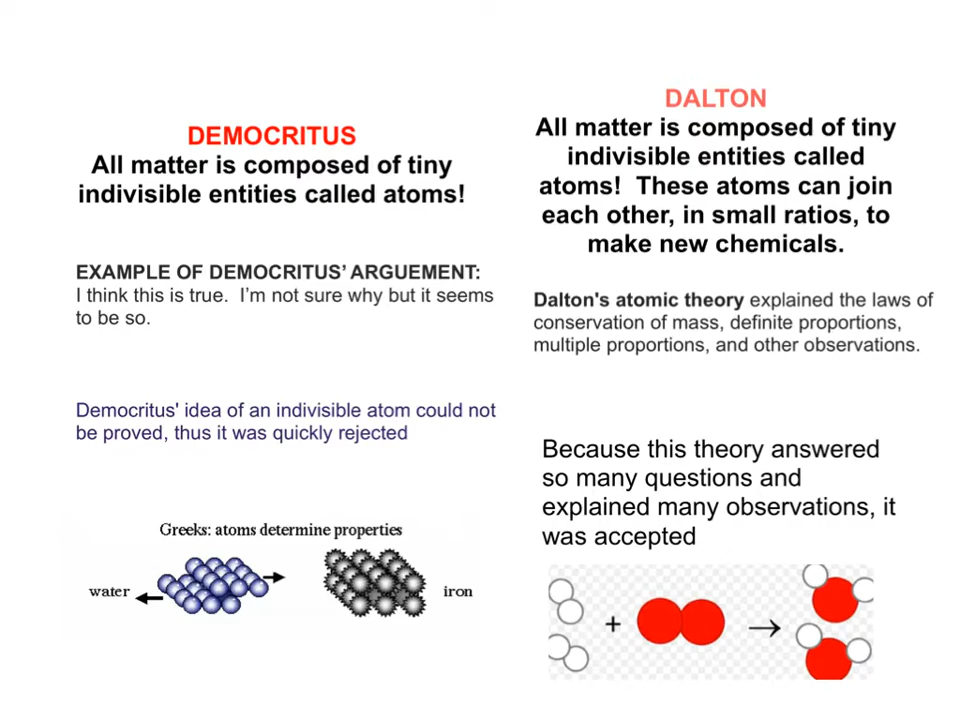 DEMOCRITUS
All matter is composed of tiny
indivisible entities called atoms!
EXAMPLE OF DEMOCRITUS' ARGUEMENT:
I think this is true.  I'm not sure why but it seems
to be so.
Democritus' idea of an indivisible atom could not
be proved, thus it was quickly rejected
Greeks: atoms determine properties
water
iron
DALTON
All matter is composed of tiny
indivisible entities called
atoms!  These atoms can join
each other, in small ratios, to
make new chemicals.
Dalton's atomic theory explained the laws of
conservation of mass, definite proportions,
multiple proportions, and other observations.
Because this theory answered
so many questions and
explained many observations, it
was accepted
+ →